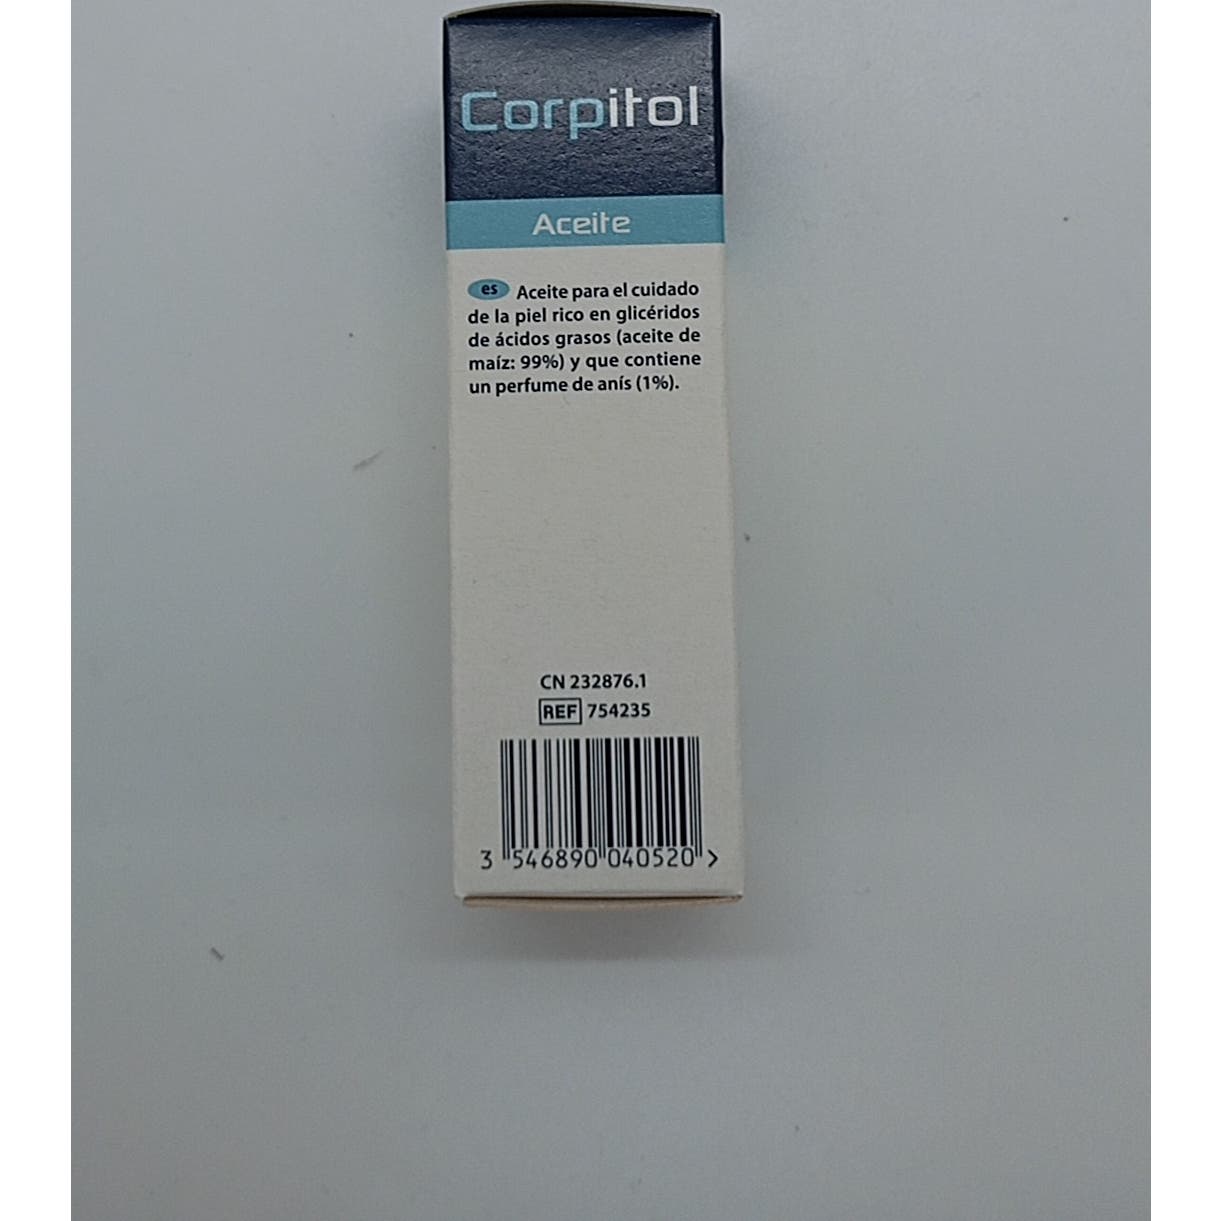 Corpitol
Aceite
es Aceite para el cuidado
de la piel rico en glicéridos
de ácidos grasos (aceite de
maíz: 99%) y que contiene
un perfume de anís (1%).
CN 232876.1
REF 754235
3 546890 040520 >